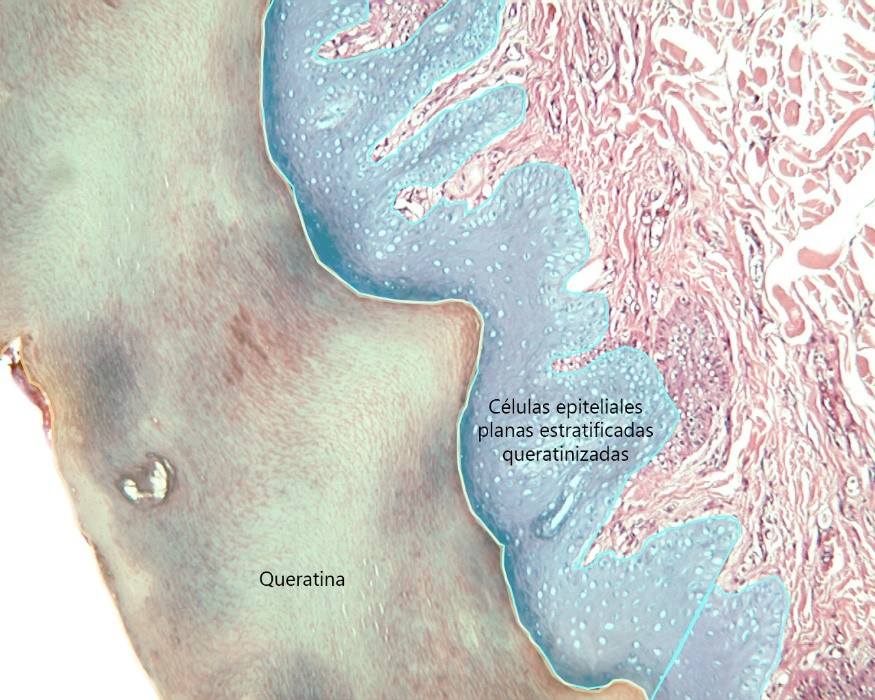 Células epiteliales
planas estratificadas
queratinizadas
Queratina